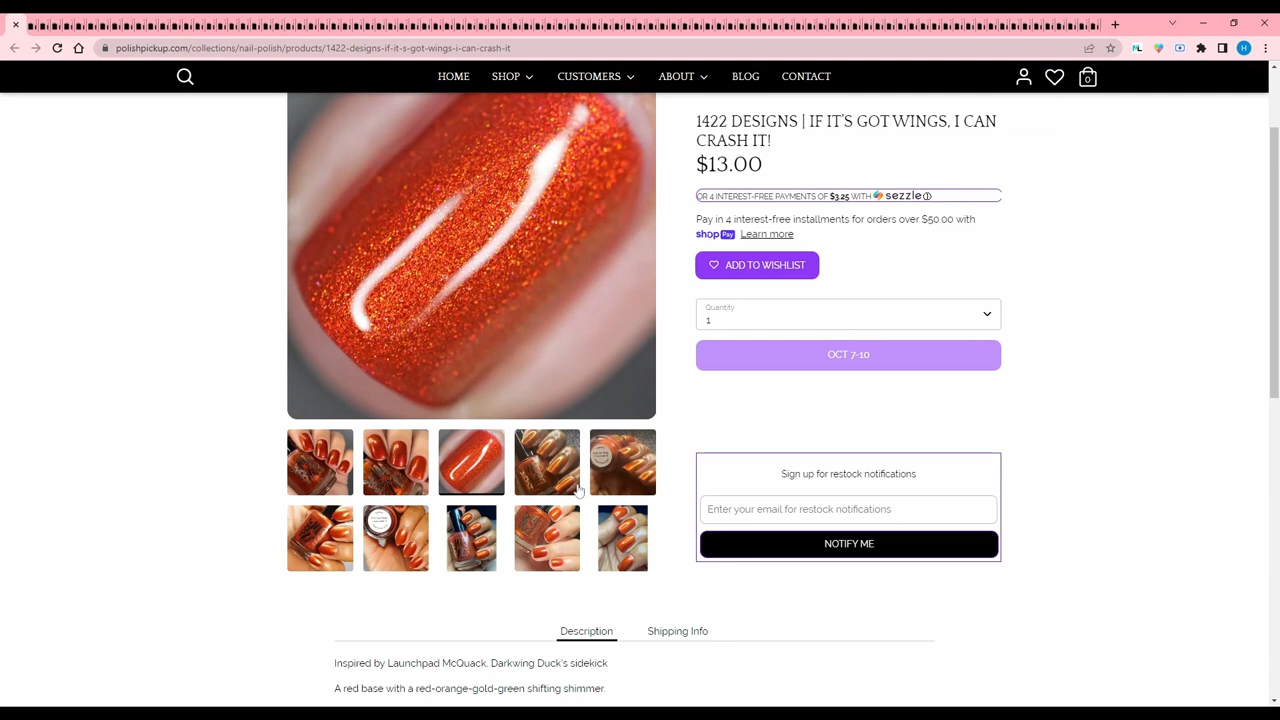 polishpickup.com/collections/nail-polish/products/1422-designs-if-it-s-got-wings-i-can-crash-it
ML
H
HOME
SHOP
CUSTOMERS
ABOUT
BLOG
CONTACT
0
1422 DESIGNS | IF IT'S GOT WINGS, I CAN
CRASH IT!
$13.00
OR 4 INTEREST-FREE PAYMENTS OF $3.25 WITH sezzle
Pay in 4 interest-free installments for orders over $50.00 with
shop Pay Learn more
ADD TO WISHLIST
Quantity
1
OCT 7-10
Sign up for restock notifications
Enter your email for restock notifications
NOTIFY ME
Description
Shipping Info
Inspired by Launchpad McQuack, Darkwing Duck's sidekick
A red base with a red-orange-gold-green shifting shimmer.